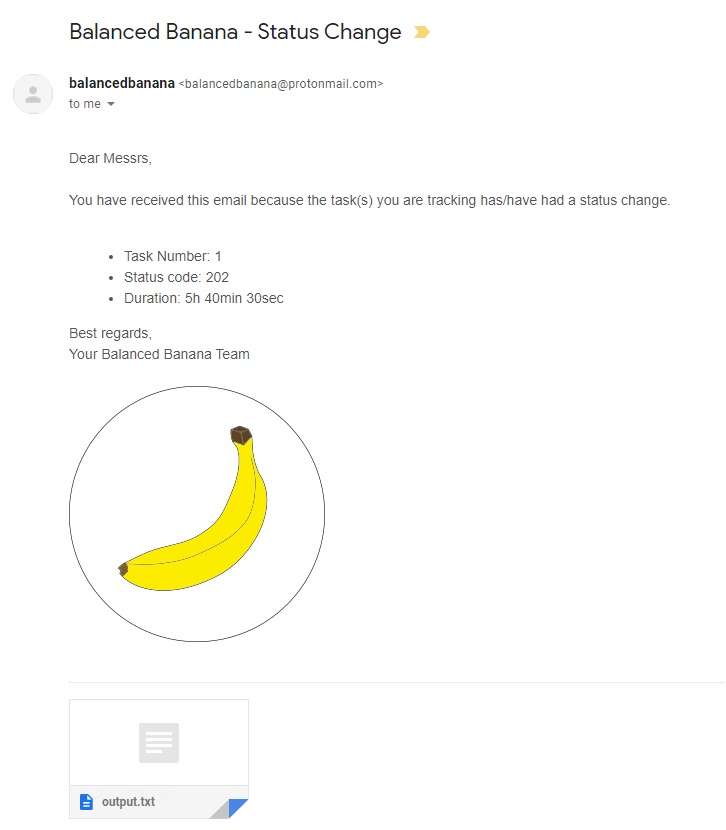 Balanced Banana - Status Change
balancedbanana <balancedbanana@protonmail.com>
to me
Dear Messrs,
You have received this email because the task(s) you are tracking has/have had a status change.
• Task Number: 1
• Status code: 202
• Duration: 5h 40min 30sec
Best regards,
Your Balanced Banana Team
output.txt